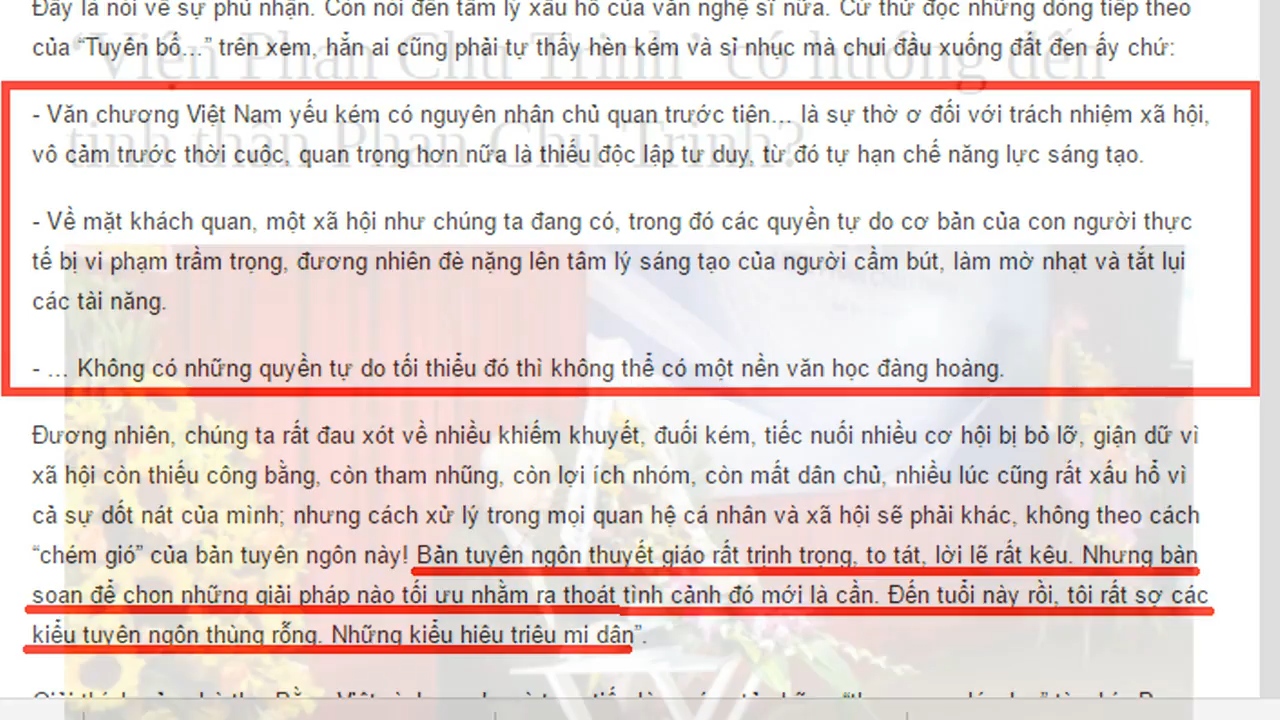 Đây là nói về sự phủ nhận. Còn nói đến tâm lý xấu hổ của văn nghệ sĩ nữa. Cứ thử đọc những dòng tiếp theo
của “Tuyên bố...” trên xem, hẳn ai cũng phải tự thấy hèn kém và sỉ nhục mà chui đầu xuống đất đen ấy chứ:
‘Viện Phan Chu Trinh’ có hướng đến
tinh thần Phan Chu Trinh?
- Văn chương Việt Nam yếu kém có nguyên nhân chủ quan trước tiên... là sự thờ ơ đối với trách nhiệm xã hội,
vô cảm trước thời cuộc, quan trọng hơn nữa là thiếu độc lập tư duy, từ đó tự hạn chế năng lực sáng tạo.
- Về mặt khách quan, một xã hội như chúng ta đang có, trong đó các quyền tự do cơ bản của con người thực
tế bị vi phạm trầm trọng, đương nhiên đè nặng lên tâm lý sáng tạo của người cầm bút, làm mờ nhạt và tắt lụi
các tài năng.
- ... Không có những quyền tự do tối thiểu đó thì không thể có một nền văn học đàng hoàng.
Đương nhiên, chúng ta rất đau xót về nhiều khiếm khuyết, đuối kém, tiếc nuối nhiều cơ hội bị bỏ lỡ, giận dữ vì
xã hội còn thiếu công bằng, còn tham nhũng, còn lợi ích nhóm, còn mất dân chủ, nhiều lúc cũng rất xấu hổ vì
cả sự dốt nát của mình; nhưng cách xử lý trong mọi quan hệ cá nhân và xã hội sẽ phải khác, không theo cách
“chém gió” của bản tuyên ngôn này! Bản tuyên ngôn thuyết giáo rất trịnh trọng, to tát, lời lẽ rất kêu. Nhưng bàn
soạn để chọn những giải pháp nào tối ưu nhằm ra thoát tình cảnh đó mới là cần. Đến tuổi này rồi, tôi rất sợ các
kiểu tuyên ngôn thùng rỗng. Những kiểu hiệu triệu mị dân”.